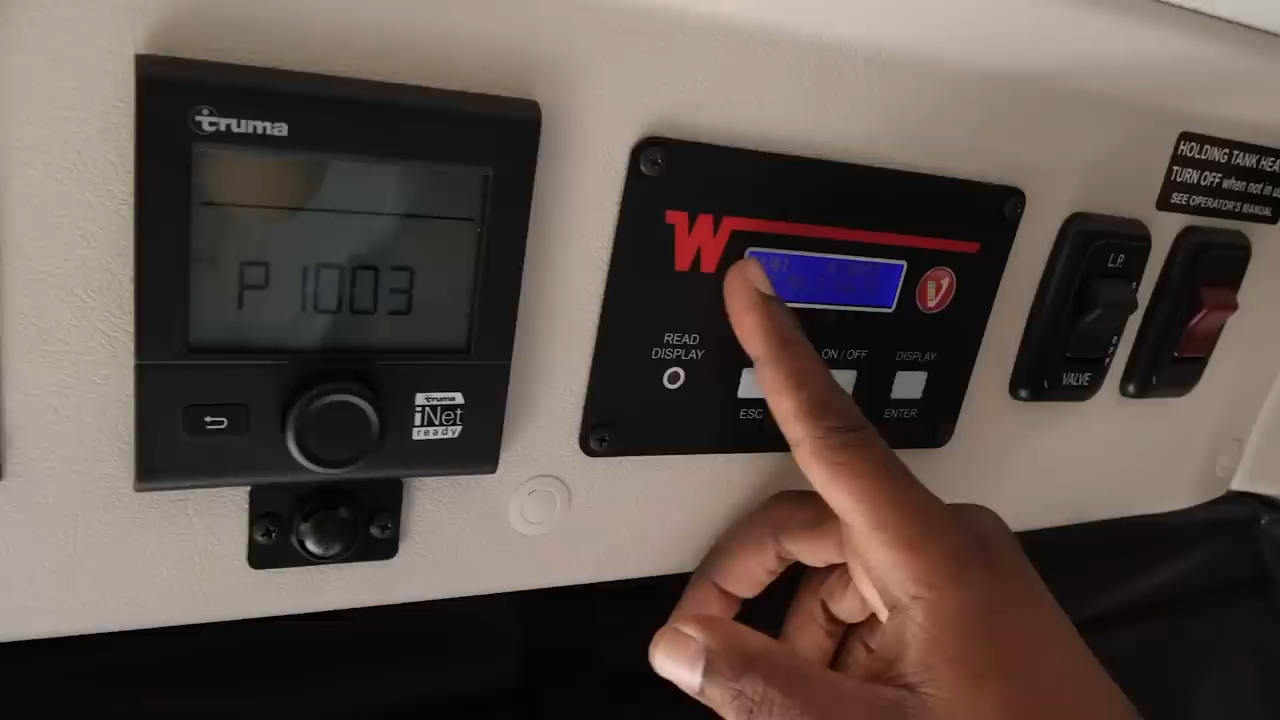 truma
P 1003
truma
iNet
ready
W
READ
DISPLAY
ESC
ON / OFF
DISPLAY
ENTER
L.P.
OFF
VALVE
HOLDING TANK HEA
TURN OFF when not in u
SEE OPERATOR'S MANUAL